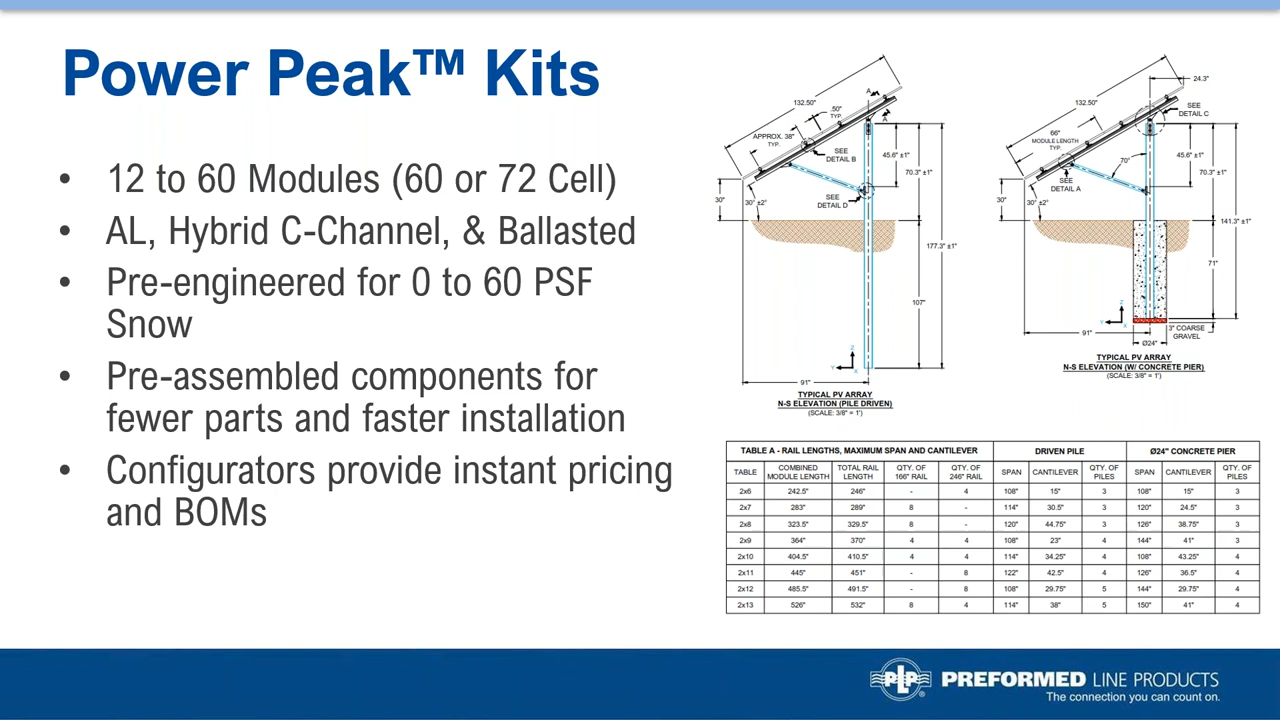 Power Peak™ Kits
• 12 to 60 Modules (60 or 72 Cell)
• AL, Hybrid C-Channel, & Ballasted
• Pre-engineered for 0 to 60 PSF
Snow
• Pre-assembled components for
fewer parts and faster installation
• Configurators provide instant pricing
and BOMs
132.50"
.50"
TYP.
A
A
APPROX. 38"
TYP.
SEE
DETAIL B
45.6" ±1"
70.3" ±1"
30"
30° ±2°
SEE
DETAIL D
177.3" ±1"
107"
Z
Y
X
91"
TYPICAL PV ARRAY
N-S ELEVATION (PILE DRIVEN)
(SCALE: 3/8" = 1')
24.3"
132.50"
SEE
DETAIL C
66"
MODULE LENGTH
TYP.
70°
45.6" ±1"
70.3" ±1"
SEE
DETAIL A
30"
30° ±2°
141.3" ±1"
71"
Z
Y
X
3" COARSE
GRAVEL
91"
Ø24"
TYPICAL PV ARRAY
N-S ELEVATION (W/ CONCRETE PIER)
(SCALE: 3/8" = 1')
TABLE A - RAIL LENGTHS, MAXIMUM SPAN AND CANTILEVER DRIVEN PILE Ø24" CONCRETE PIER
TABLE COMBINED MODULE LENGTH TOTAL RAIL LENGTH QTY. OF 166" RAIL QTY. OF 246" RAIL SPAN CANTILEVER QTY. OF PILES SPAN CANTILEVER QTY. OF PILES
2x6 242.5" 246" - 4 108" 15" 3 108" 15" 3
2x7 283" 289" 8 - 114" 30.5" 3 120" 24.5" 3
2x8 323.5" 329.5" 8 - 120" 44.75" 3 126" 38.75" 3
2x9 364" 370" 4 4 108" 23" 4 144" 41" 3
2x10 404.5" 410.5" 4 4 114" 34.25" 4 108" 43.25" 4
2x11 445" 451" - 8 122" 42.5" 4 126" 36.5" 4
2x12 485.5" 491.5" - 8 108" 29.75" 5 144" 29.75" 4
2x13 526" 532" 8 4 114" 38" 5 150" 41" 4
PLP ® PREFORMED LINE PRODUCTS
The connection you can count on.